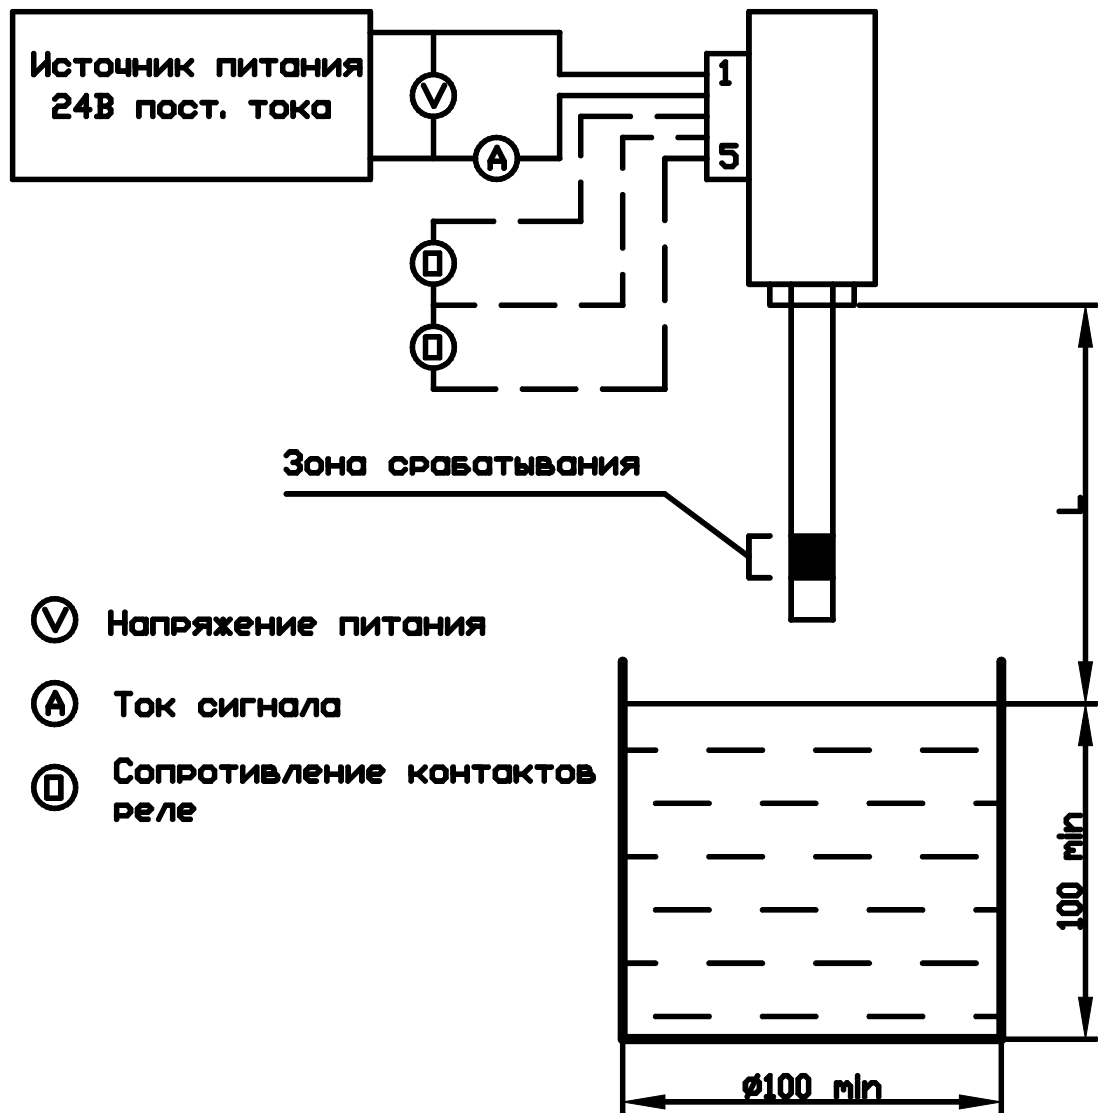 Источник питания
24В пост. тока
V
A
1
5
Зона срабатывания
L
V Напряжение питания
A Ток сигнала
Сопротивление контактов
реле
100 min
ø100 min